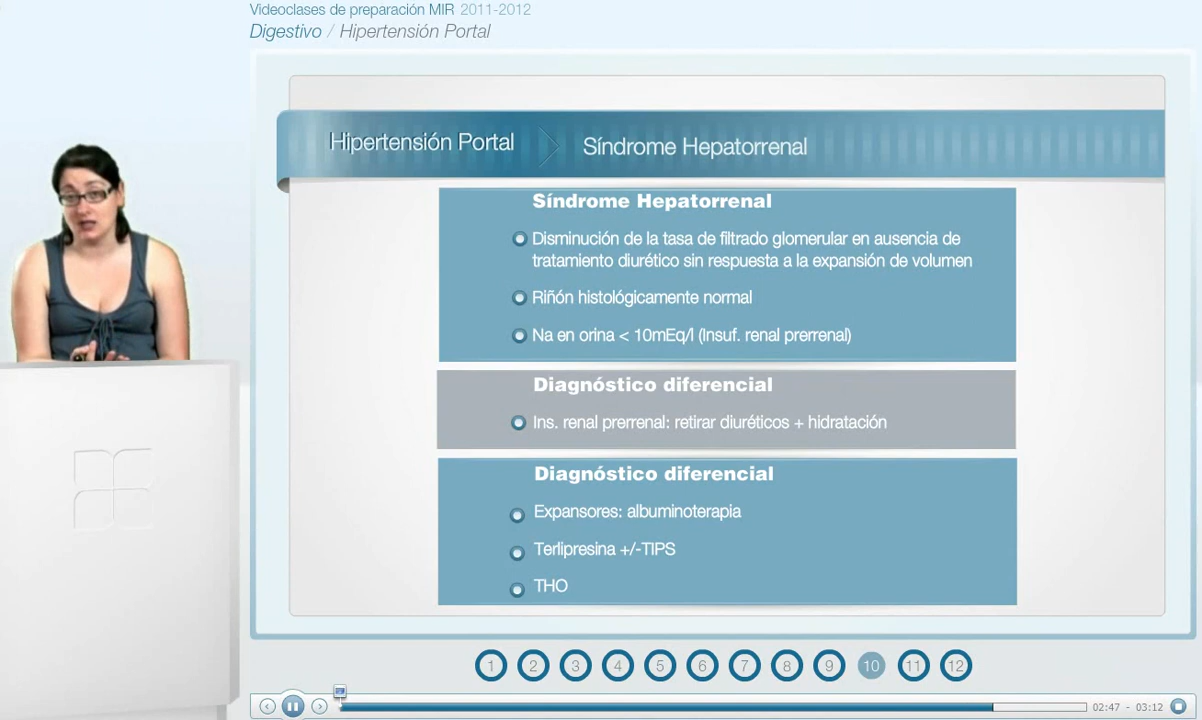 Videoclases de preparación MIR 2011-2012
Digestivo / Hipertensión Portal
Hipertensión Portal
Síndrome Hepatorrenal
Síndrome Hepatorrenal
Disminución de la tasa de filtrado glomerular en ausencia de
tratamiento diurético sin respuesta a la expansión de volumen
Riñón histológicamente normal
Na en orina < 10mEq/l (Insuf. renal prerrenal)
Diagnóstico diferencial
Ins. renal prerrenal: retirar diuréticos + hidratación
Diagnóstico diferencial
Expansores: albuminoterapia
Terlipresina +/-TIPS
THO
1 2 3 4 5 6 7 8 9 10 11 12
02:47 - 03:12